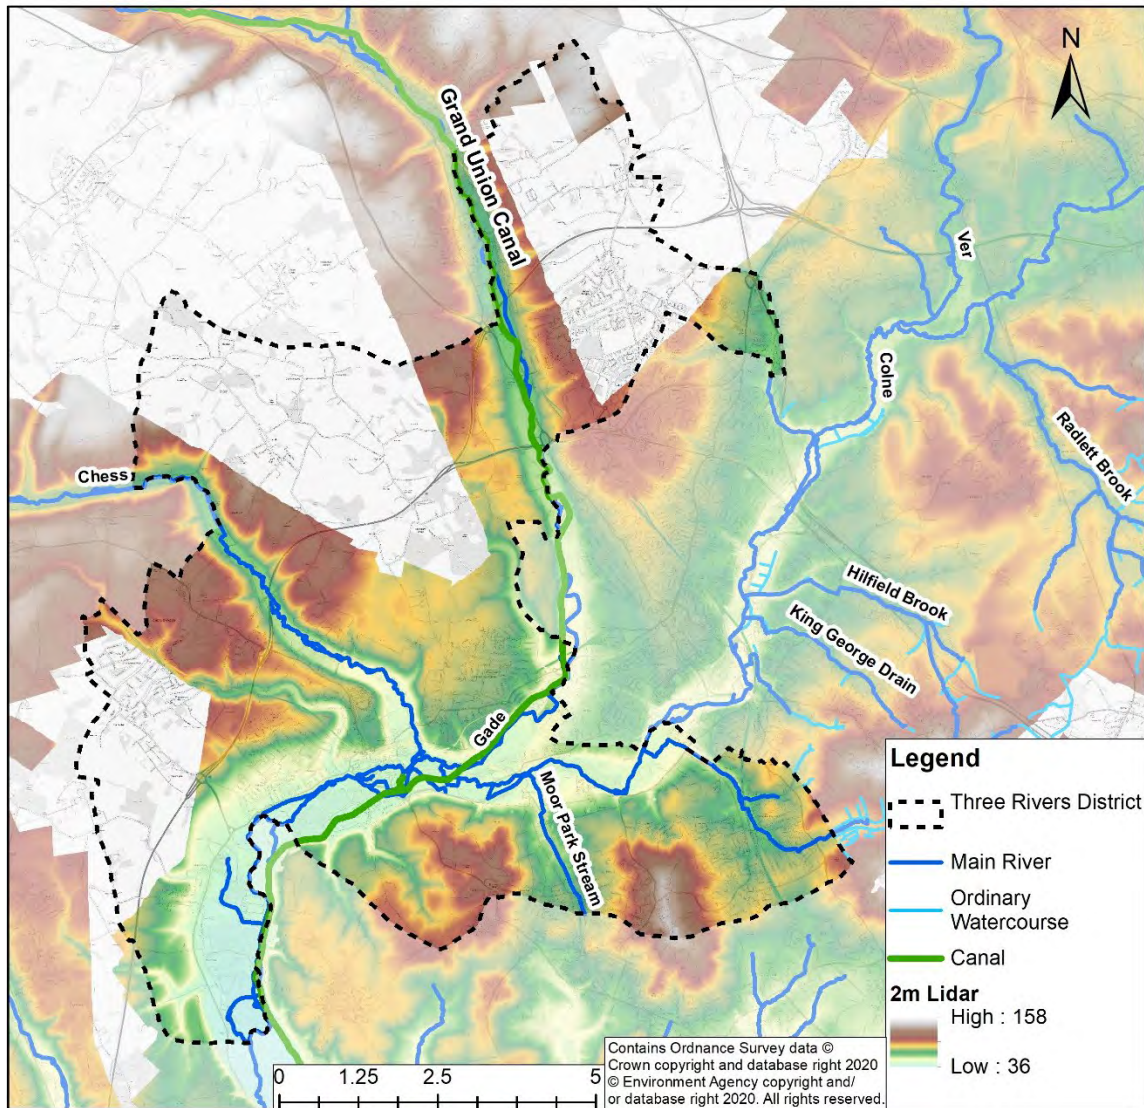 N
Grand Union Canal
Ver
Colne
Radlett Brook
Chess
Hilfield Brook
King George Drain
Gade
Moor Park Stream
Legend
Three Rivers District
Main River
Ordinary
Watercourse
Canal
2m Lidar
High : 158
Low : 36
Contains Ordnance Survey data ©
Crown copyright and database right 2020
© Environment Agency copyright and/
or database right 2020. All rights reserved.
0 1.25 2.5 5